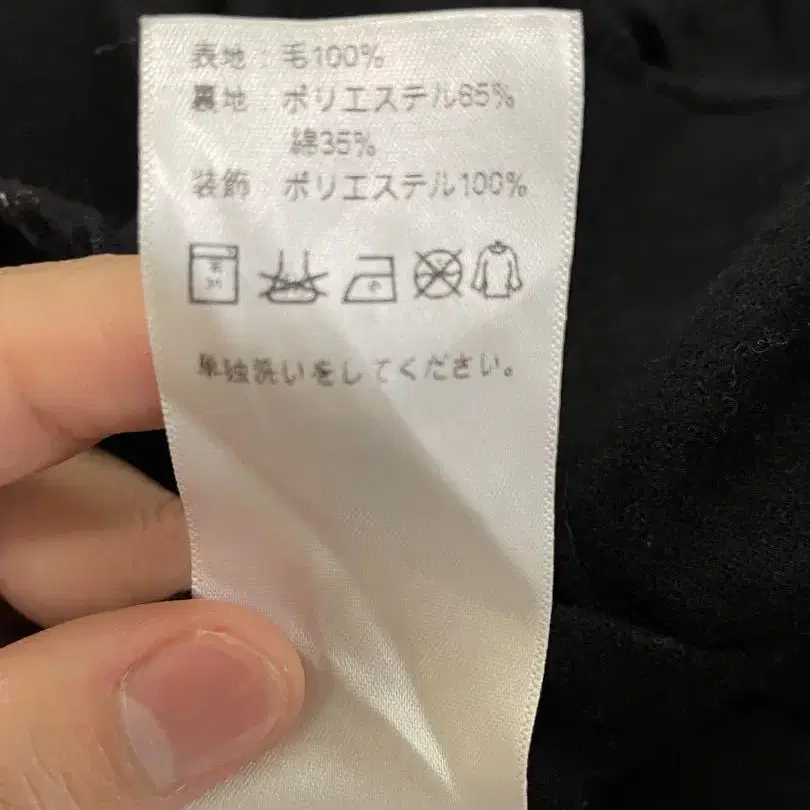 表地：毛100%
裏地：ポリエステル65%
綿35%
装飾：ポリエステル100%
単独洗いをしてください。